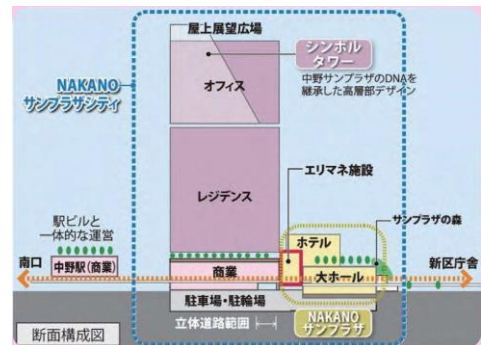 屋上展望広場
シンボル
タワー
中野サンプラザのDNAを
継承した高層部デザイン
オフィス
NAKANO
サンプラザシティ
レジデンス
エリマネ施設
駅ビルと
一体的な運営
ホテル
サンプラザの森
南口
中野駅(商業)
商業
大ホール
新区庁舎
駐車場・駐輪場
立体道路範囲
NAKANO
サンプラザ
断面構成図